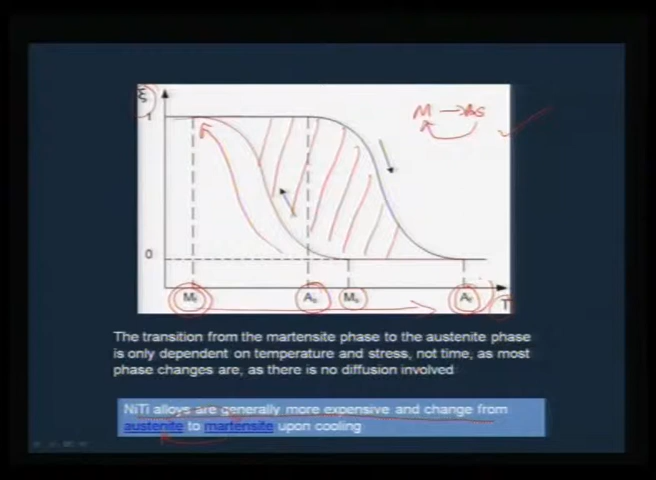 ξ
M → As
1
0
Mf
As
Ms
Af
T
The transition from the martensite phase to the austenite phase
is only dependent on temperature and stress, not time, as most
phase changes are, as there is no diffusion involved
NiTi alloys are generally more expensive and change from
austenite to martensite upon cooling